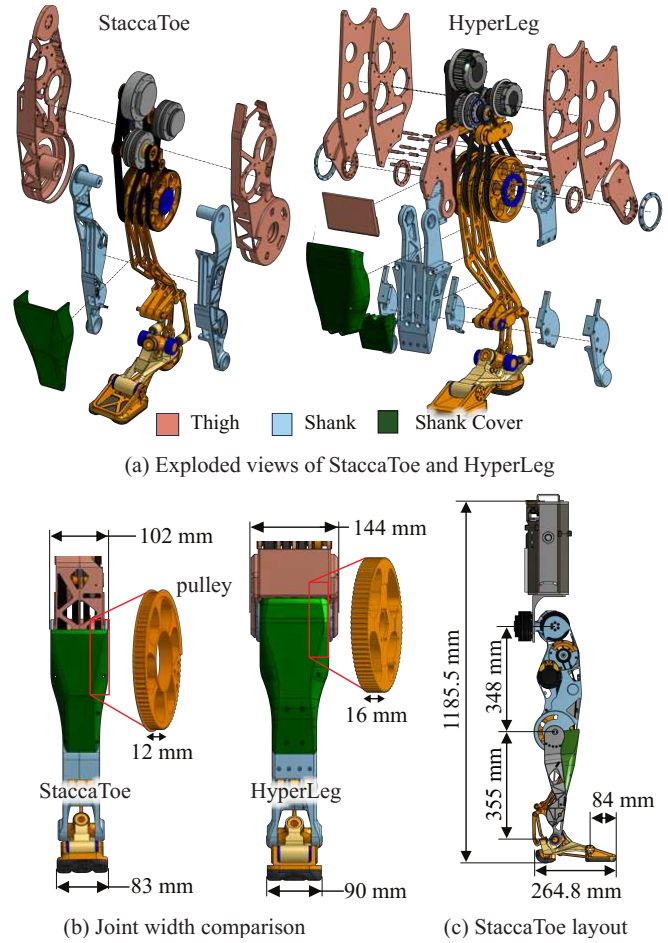 StaccaToe
HyperLeg
Thigh
Shank
Shank Cover
(a) Exploded views of StaccaToe and HyperLeg
102 mm
pulley
12 mm
StaccaToe
83 mm
144 mm
16 mm
HyperLeg
90 mm
1185.5 mm
348 mm
355 mm
84 mm
264.8 mm
(b) Joint width comparison
(c) StaccaToe layout